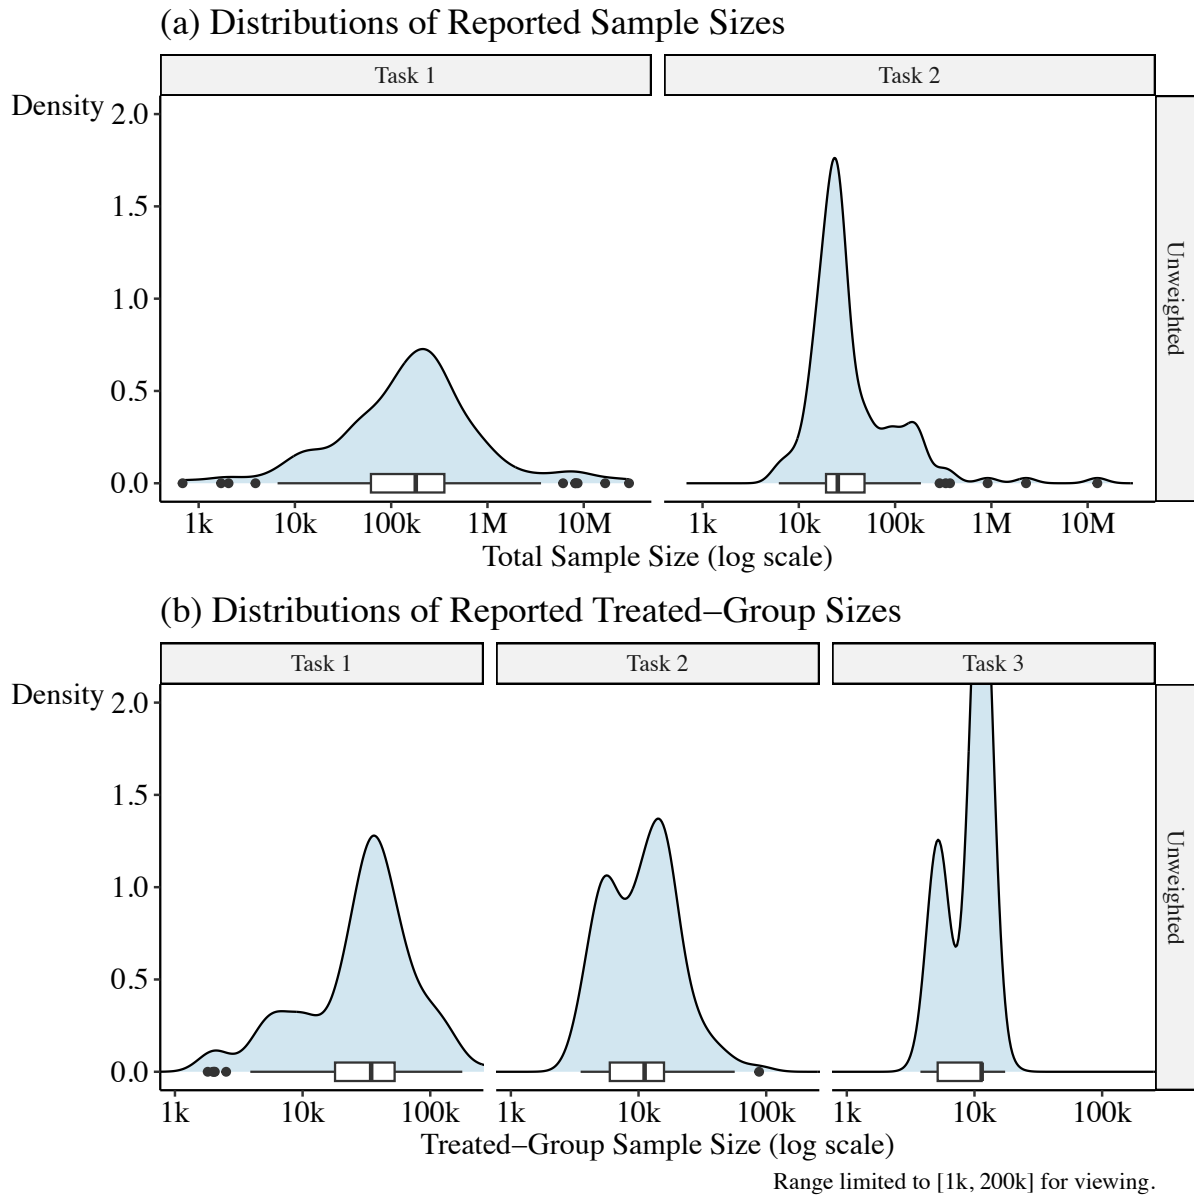 (a) Distributions of Reported Sample Sizes
Task 1 Task 2
Density 2.0
1.5
1.0
0.5
0.0
Unweighted
1k 10k 100k 1M 10M 1k 10k 100k 1M 10M
Total Sample Size (log scale)
(b) Distributions of Reported Treated−Group Sizes
Task 1 Task 2 Task 3
Density 2.0
1.5
1.0
0.5
0.0
Unweighted
1k 10k 100k 1k 10k 100k 1k 10k 100k
Treated−Group Sample Size (log scale)
Range limited to [1k, 200k] for viewing.